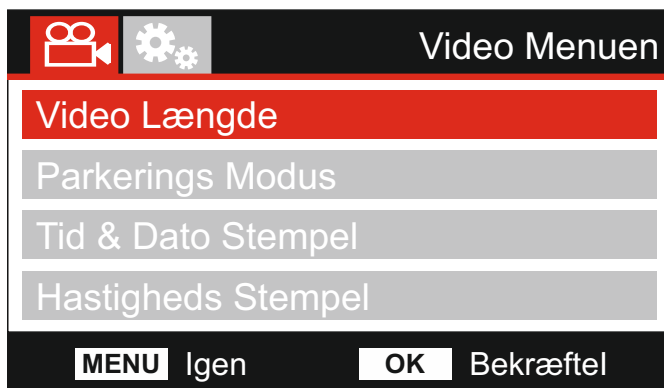 Video Menuen
Video Længde
Parkerings Modus
Tid & Dato Stempel
Hastigheds Stempel
MENU Igen OK Bekræftel